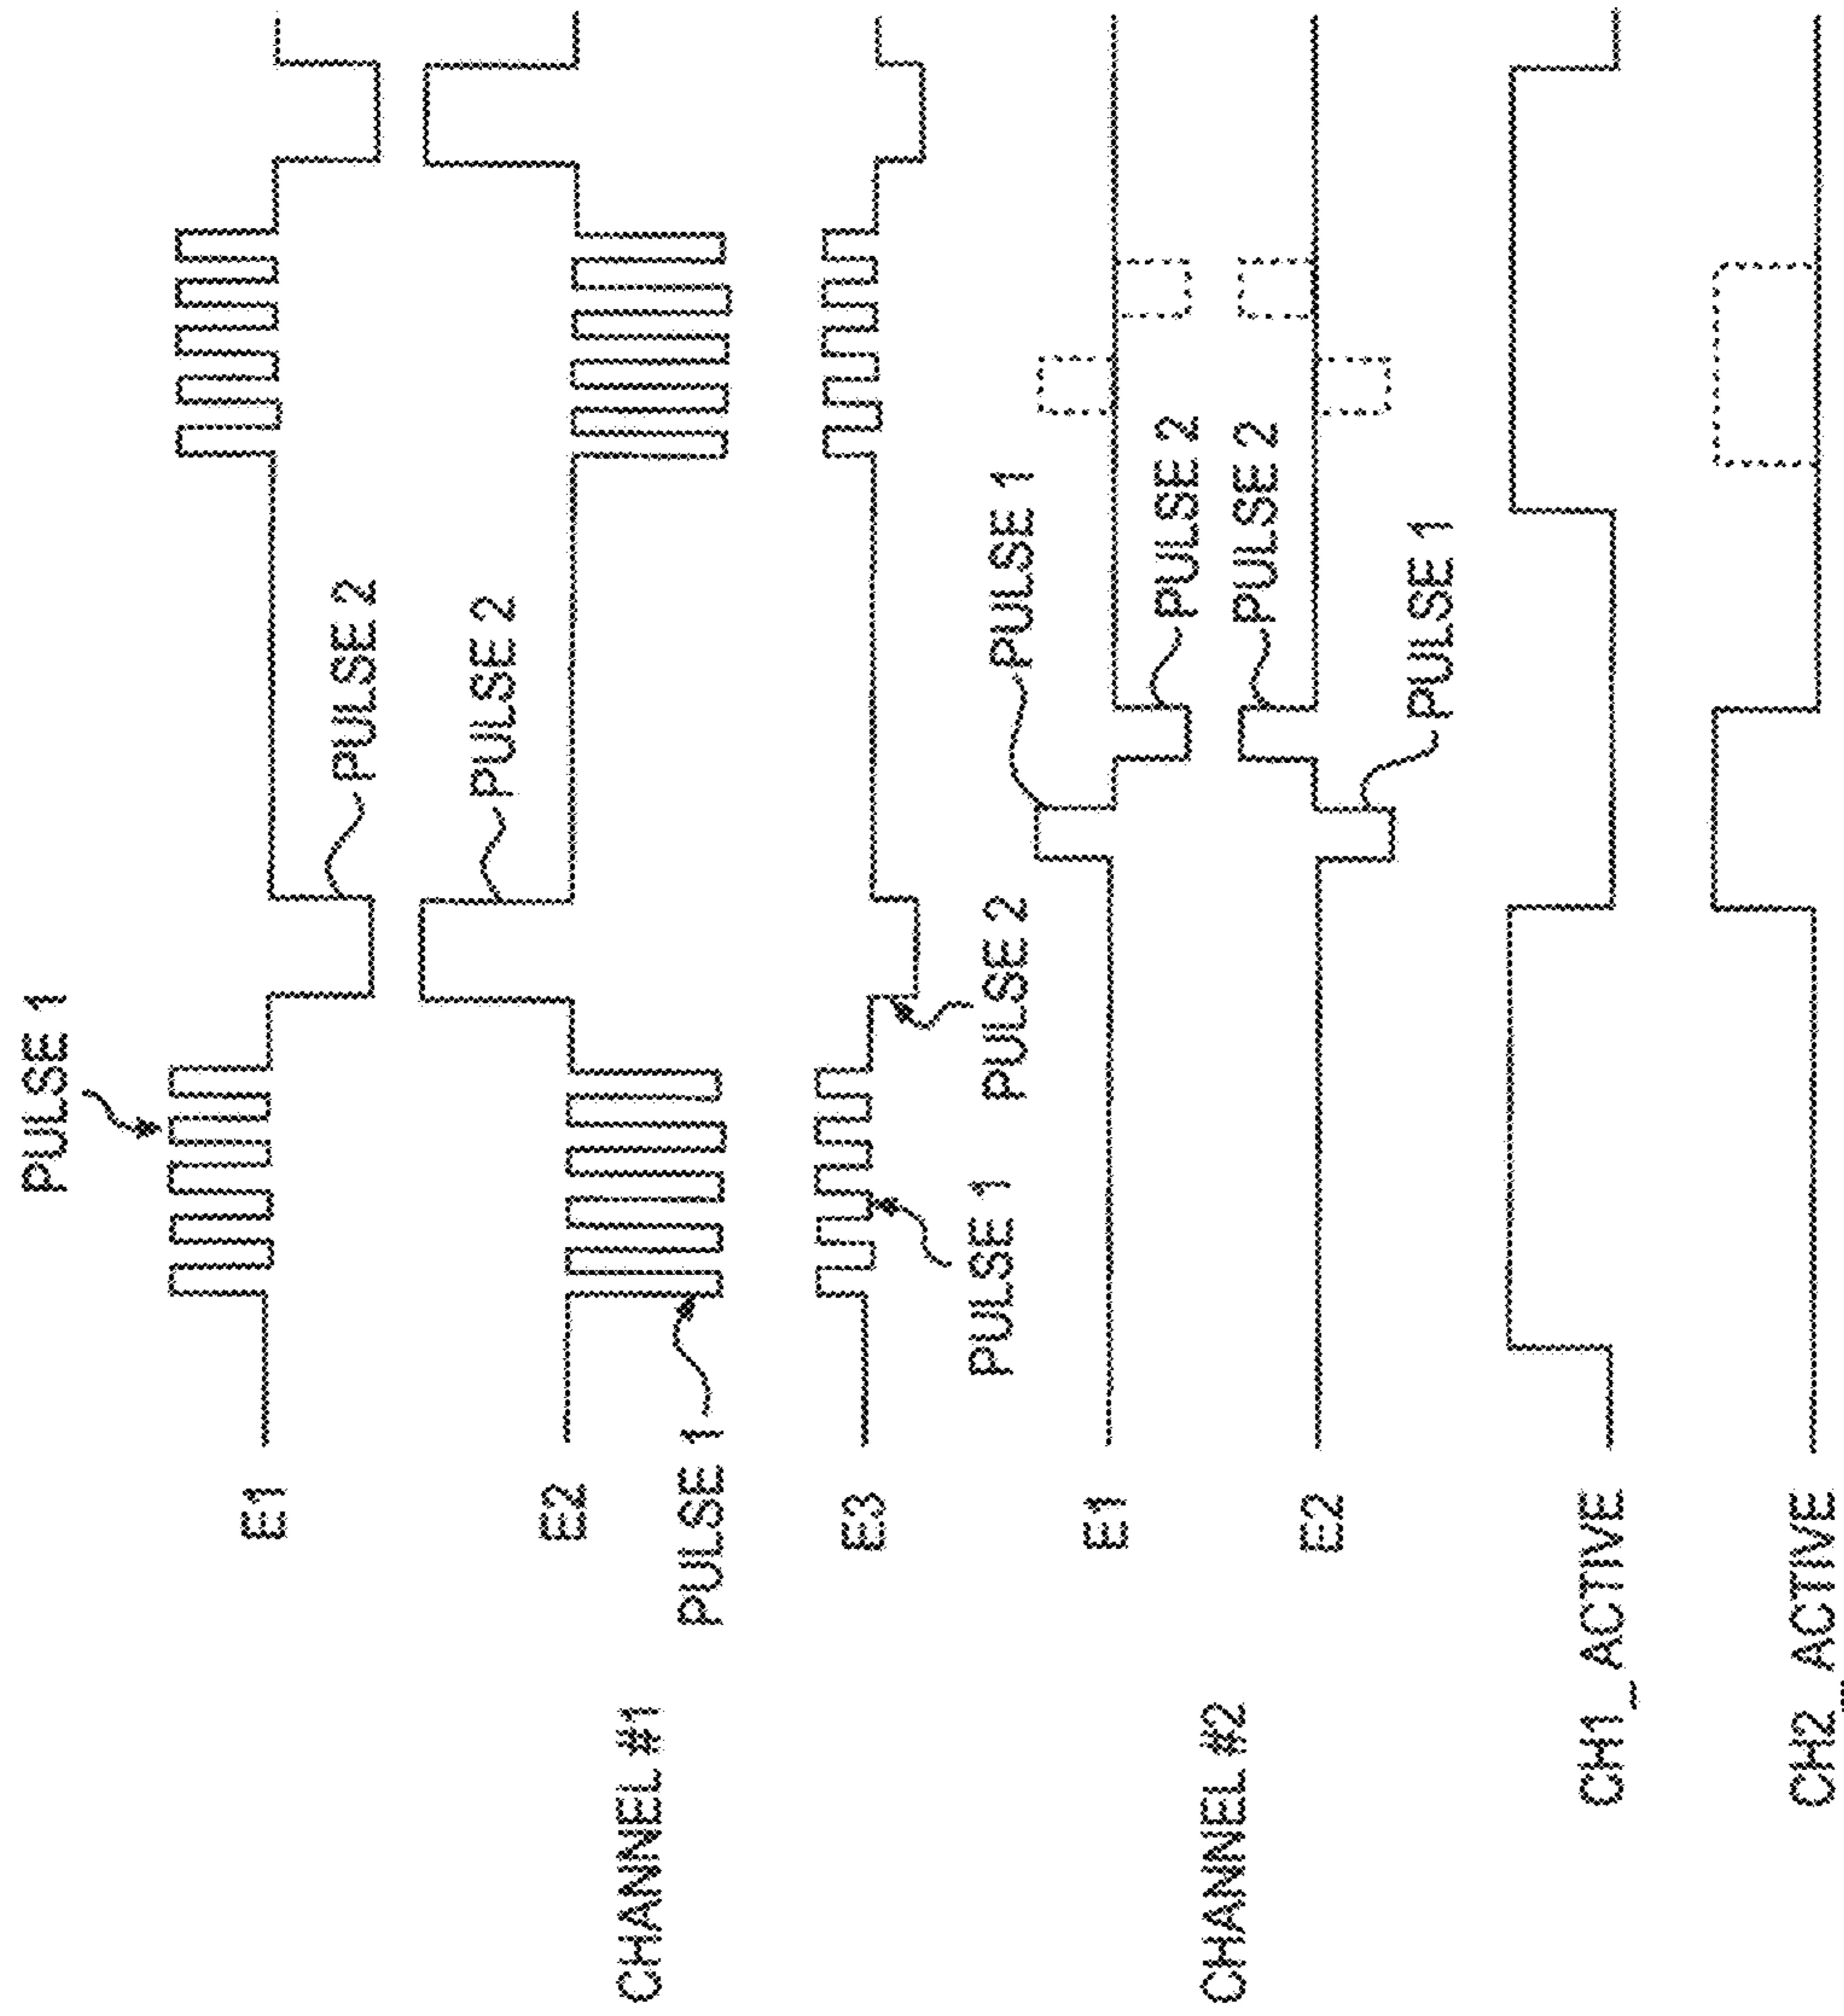 PULSE 1
E1
PULSE 2
CHANNEL #1
E2
PULSE 2
PULSE 1
E3
PULSE 1
PULSE 2
PULSE 1
CHANNEL #2
E1
PULSE 2
PULSE 2
E2
PULSE 1
CH1_ACTIVE
CH2_ACTIVE